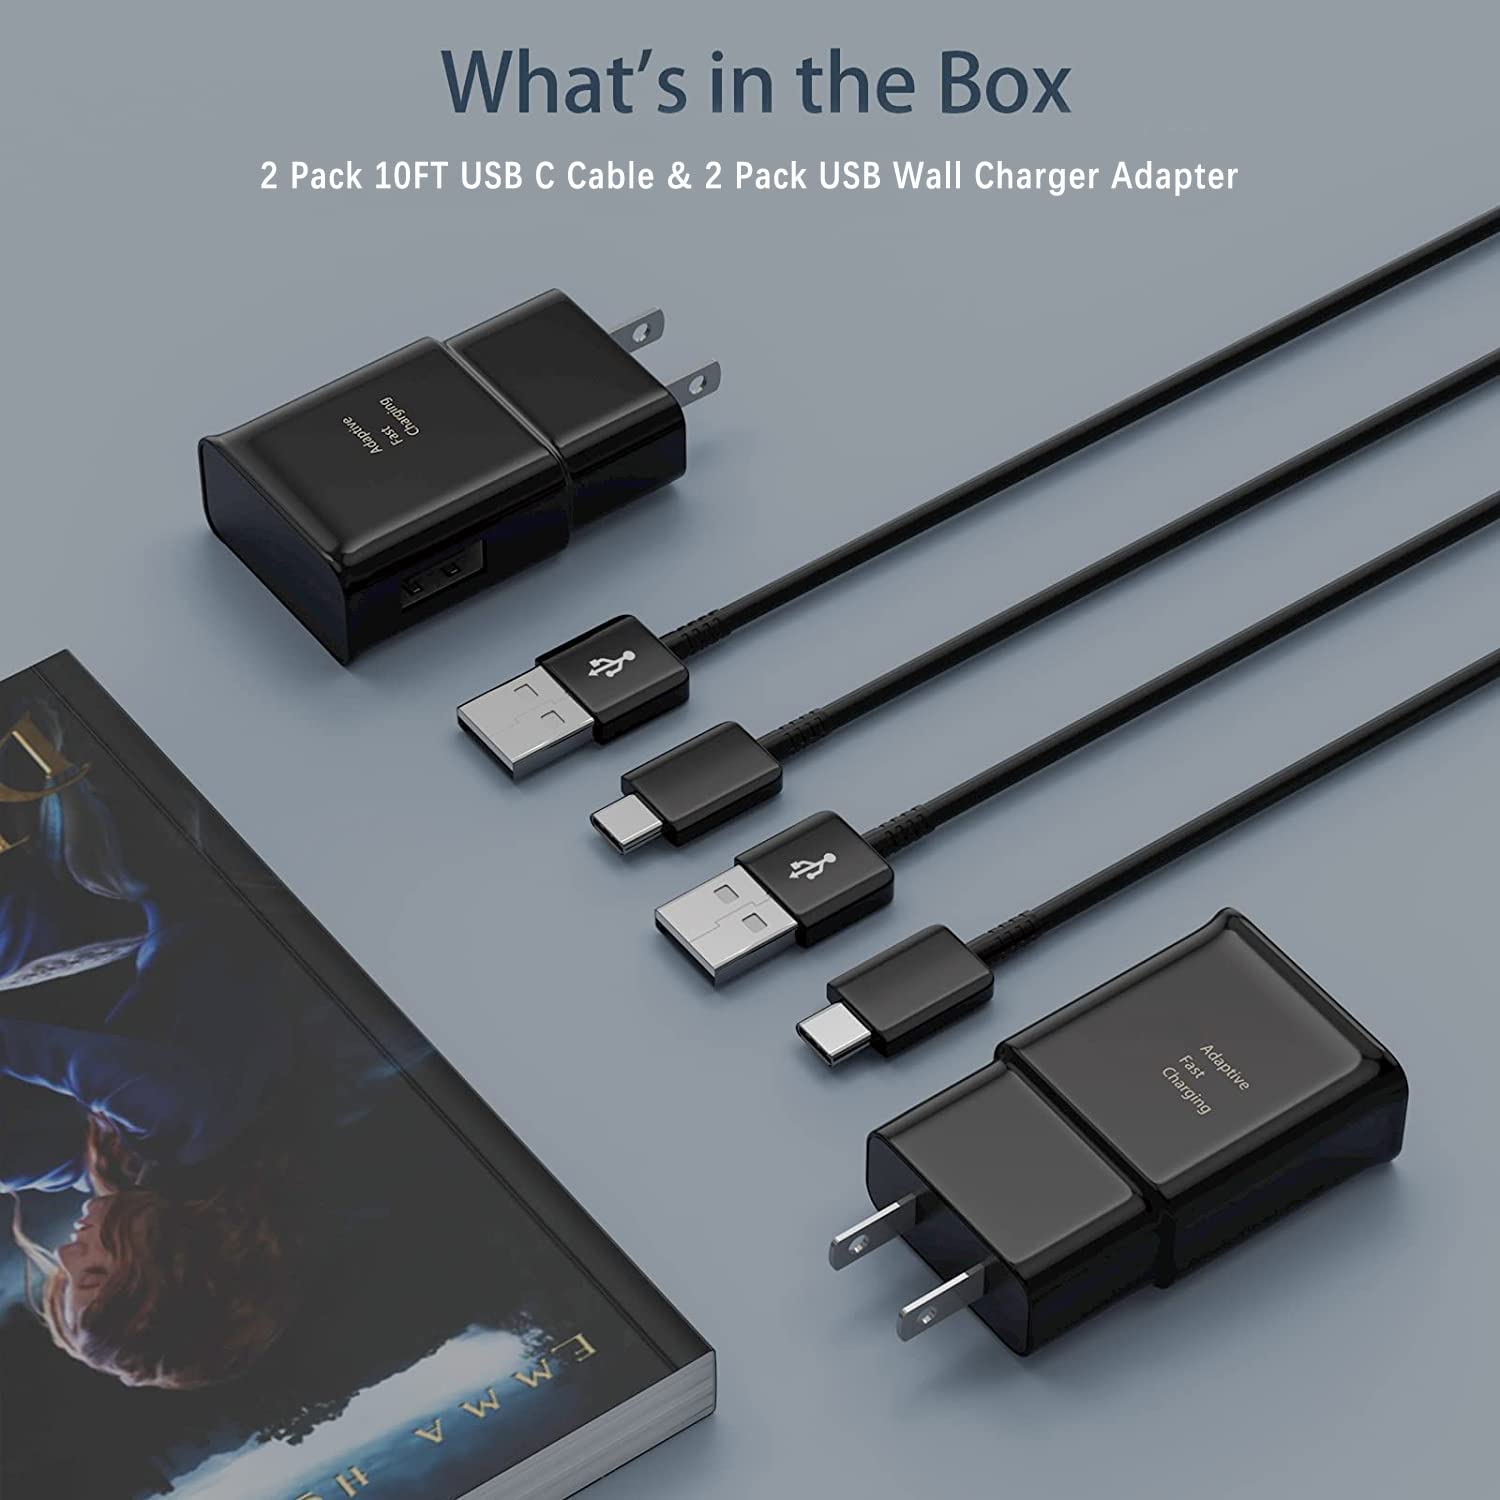 What's in the Box
2 Pack 10FT USB C Cable & 2 Pack USB Wall Charger Adapter
Adaptive
Fast
Charging
Adaptive
Fast
Charging
EMMA